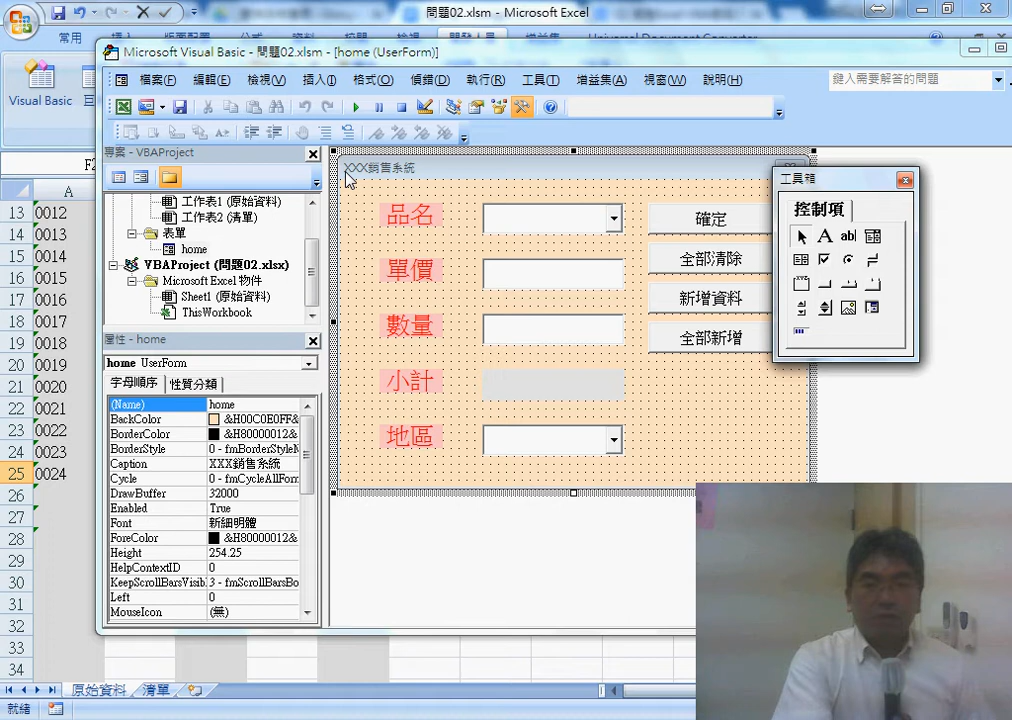 問題02.xlsm - Microsoft Excel
常用
Microsoft Visual Basic - 問題02.xlsm - [home (UserForm)]
檔案(F) 編輯(E) 檢視(V) 插入(I) 格式(O) 偵錯(D) 執行(R) 工具(T) 增益集(A) 視窗(W) 說明(H)
鍵入需要解答的問題
Visual Basic
專案 - VBAProject
工作表1 (原始資料)
工作表2 (清單)
表單
home
VBAProject (問題02.xlsx)
Microsoft Excel 物件
Sheet1 (原始資料)
ThisWorkbook
屬性 - home
home UserForm
字母順序 性質分類
(Name) home
BackColor &H00C0E0FF&
BorderColor &H80000012&
BorderStyle 0 - fmBorderStyleN
Caption XXX銷售系統
Cycle 0 - fmCycleAllForm
DrawBuffer 32000
Enabled True
Font 新細明體
ForeColor &H80000012&
Height 254.25
HelpContextID 0
KeepScrollBarsVisib 3 - fmScrollBarsBo
Left 0
MouseIcon (無)
XXX銷售系統
品名
單價
數量
小計
地區
確定
全部清除
新增資料
全部新增
工具箱
控制項
A
13 0012
14 0013
15 0014
16 0015
17 0016
18 0017
19 0018
20 0019
21 0020
22 0021
23 0022
24 0023
25 0024
26
27
28
29
30
31
32
33
34
原始資料 清單
就緒